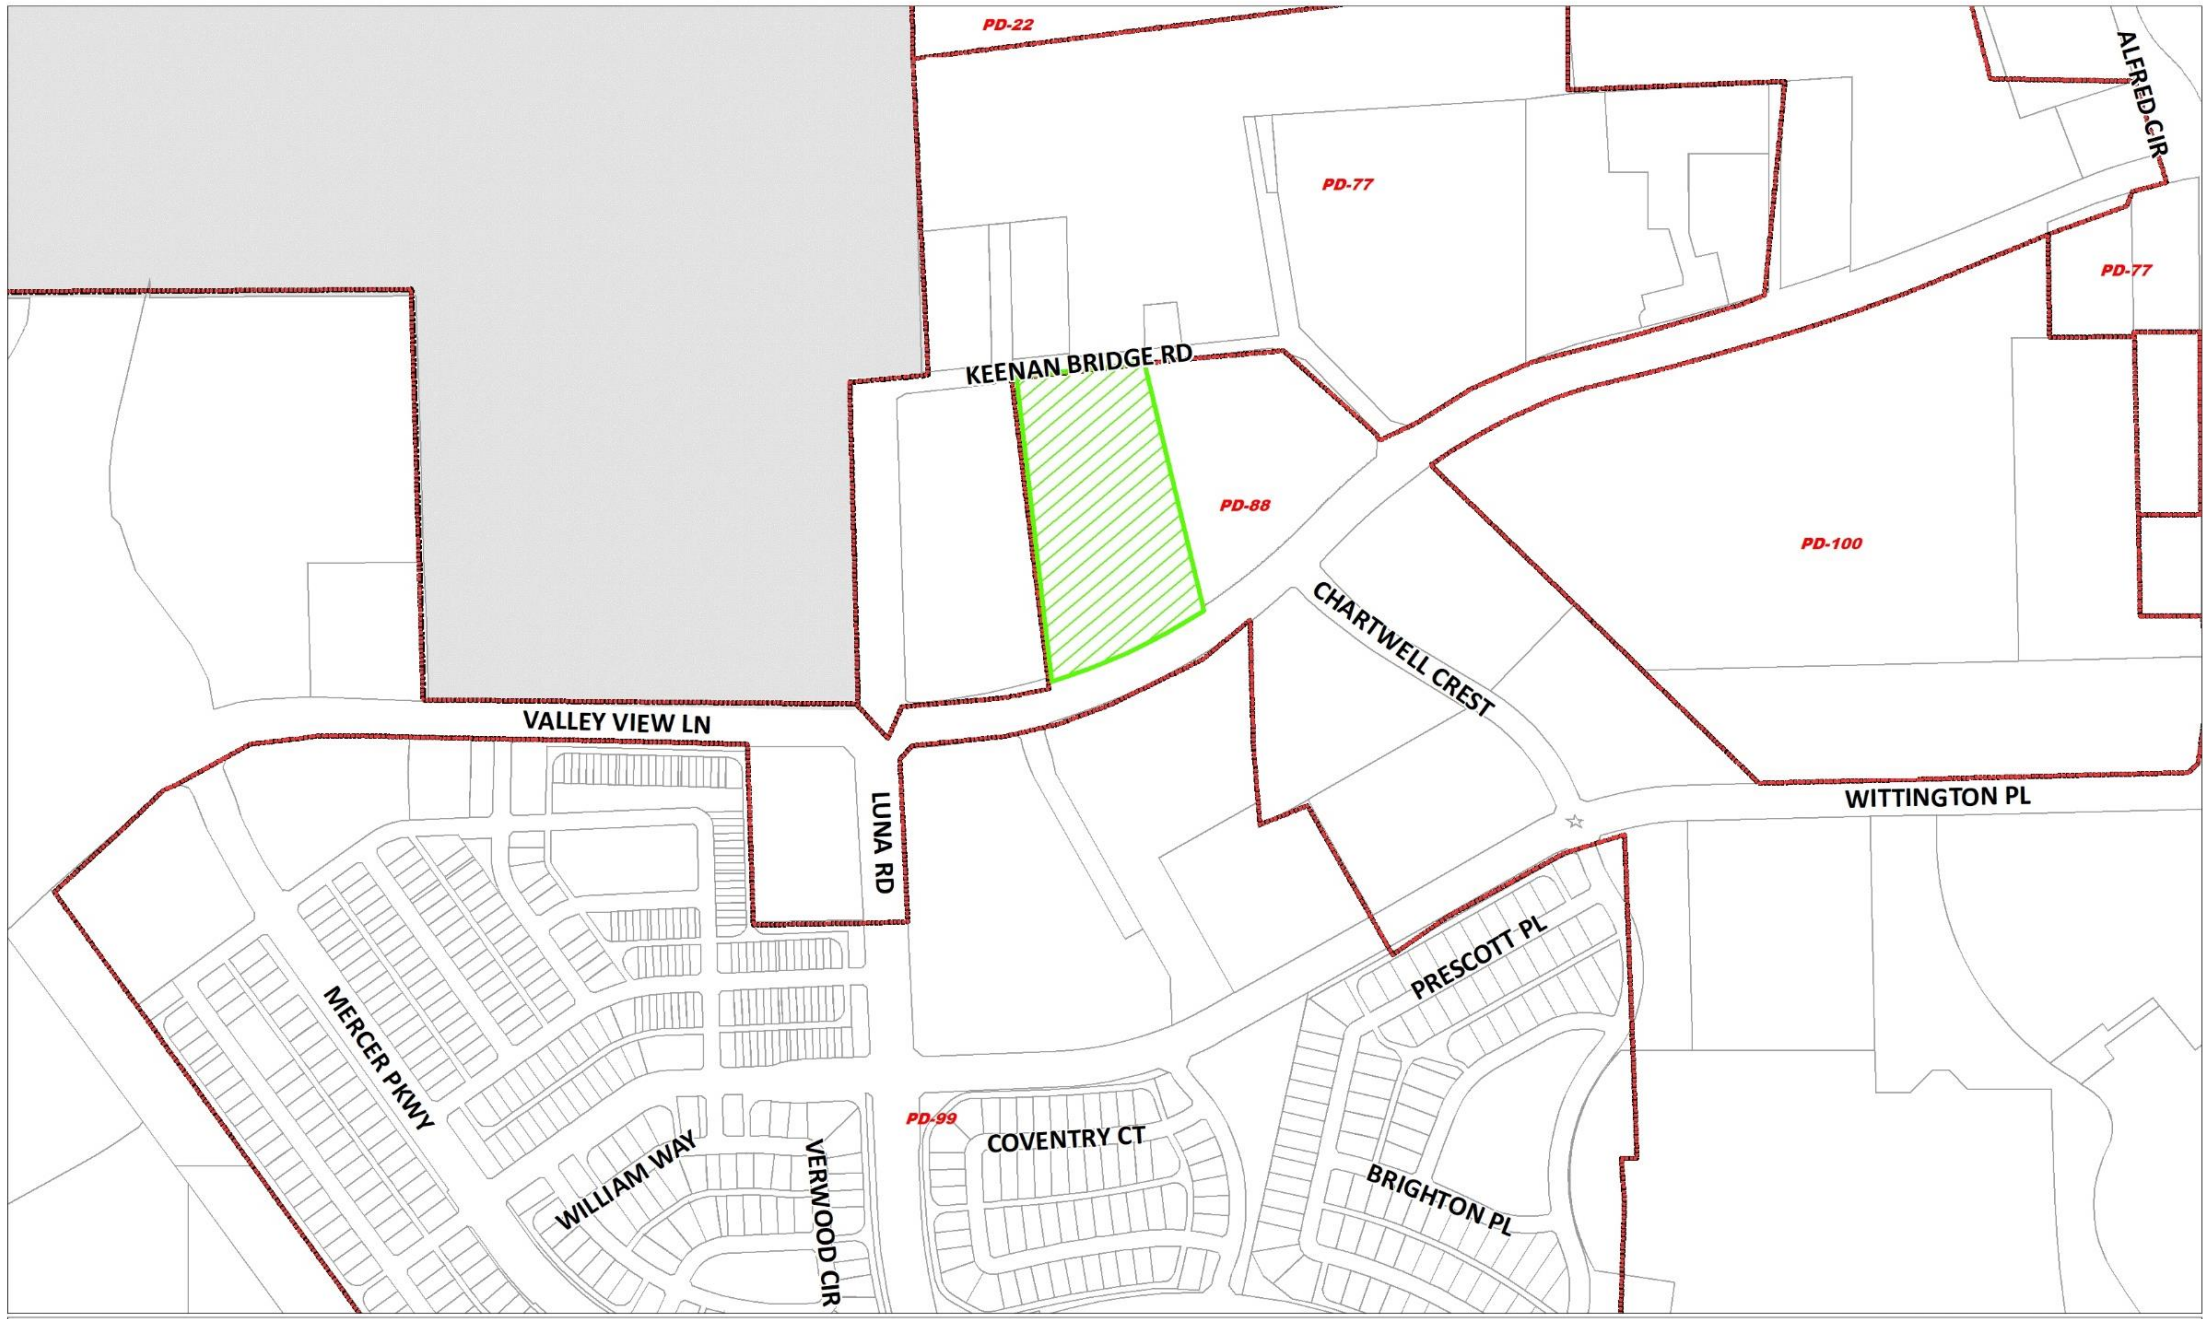 PD-22
ALFRED CIR
PD-77
PD-77
KEENAN BRIDGE RD
PD-88
PD-100
CHARTWELL CREST
VALLEY VIEW LN
LUNA RD
WITTINGTON PL
PRESCOTT PL
MERCER PKWY
PD-99
COVENTRY CT
WILLIAM WAY
VERWOOD CIR
BRIGHTON PL